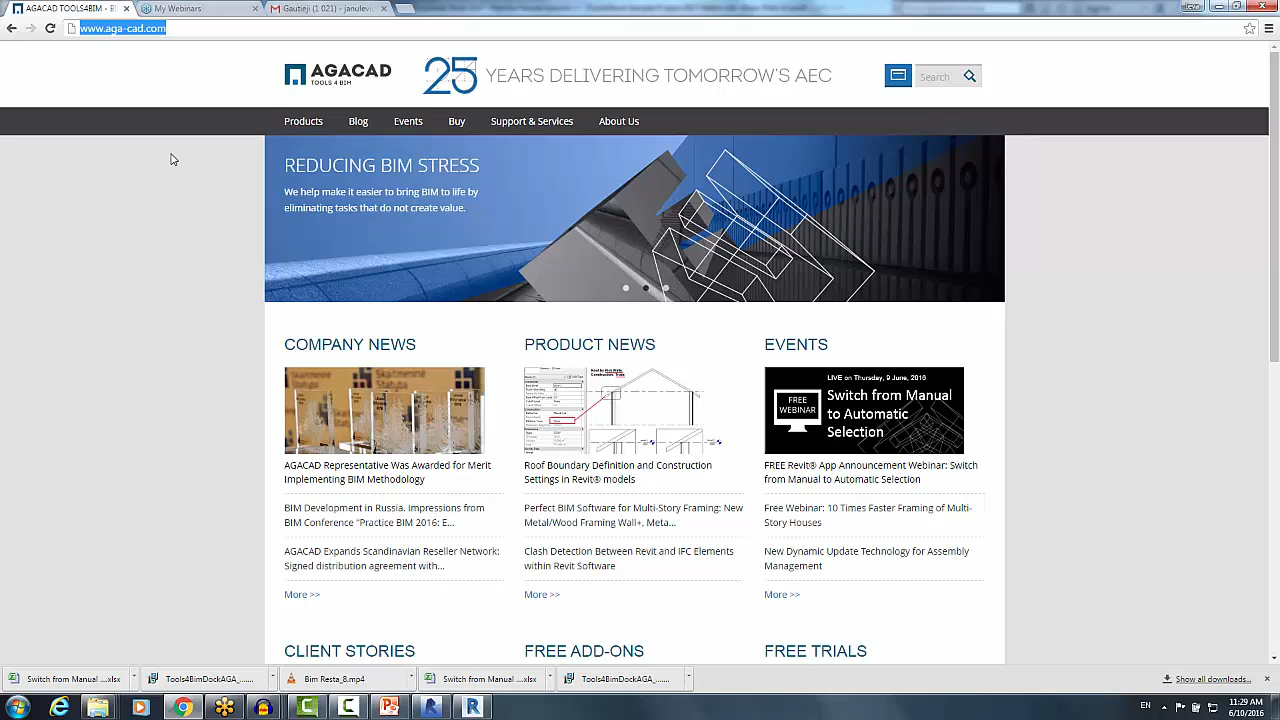 AGACAD TOOLS4BIM - BI
My Webinars
Gautieji (1 021) - janulevic
www.aga-cad.com
AGACAD
TOOLS 4 BIM
25 YEARS DELIVERING TOMORROW'S AEC
Search
Products
Blog
Events
Buy
Support & Services
About Us
REDUCING BIM STRESS
We help make it easier to bring BIM to life by
eliminating tasks that do not create value.
COMPANY NEWS
AGACAD Representative Was Awarded for Merit
Implementing BIM Methodology
BIM Development in Russia. Impressions from
BIM Conference "Practice BIM 2016: E...
AGACAD Expands Scandinavian Reseller Network:
Signed distribution agreement with...
More >>
PRODUCT NEWS
Roof Boundary Definition and Construction
Settings in Revit® models
Perfect BIM Software for Multi-Story Framing: New
Metal/Wood Framing Wall+, Meta...
Clash Detection Between Revit and IFC Elements
within Revit Software
More >>
EVENTS
LIVE on Thursday, 9 June, 2016
FREE
WEBINAR
Switch from Manual
to Automatic
Selection
FREE Revit® App Announcement Webinar: Switch
from Manual to Automatic Selection
Free Webinar: 10 Times Faster Framing of Multi-
Story Houses
New Dynamic Update Technology for Assembly
Management
More >>
CLIENT STORIES
FREE ADD-ONS
FREE TRIALS
Switch from Manual ....xlsx
Tools4BimDockAGA_......
Bim Resta_8.mp4
Switch from Manual ....xlsx
Tools4BimDockAGA_......
Show all downloads...
EN
11:29 AM
6/10/2016